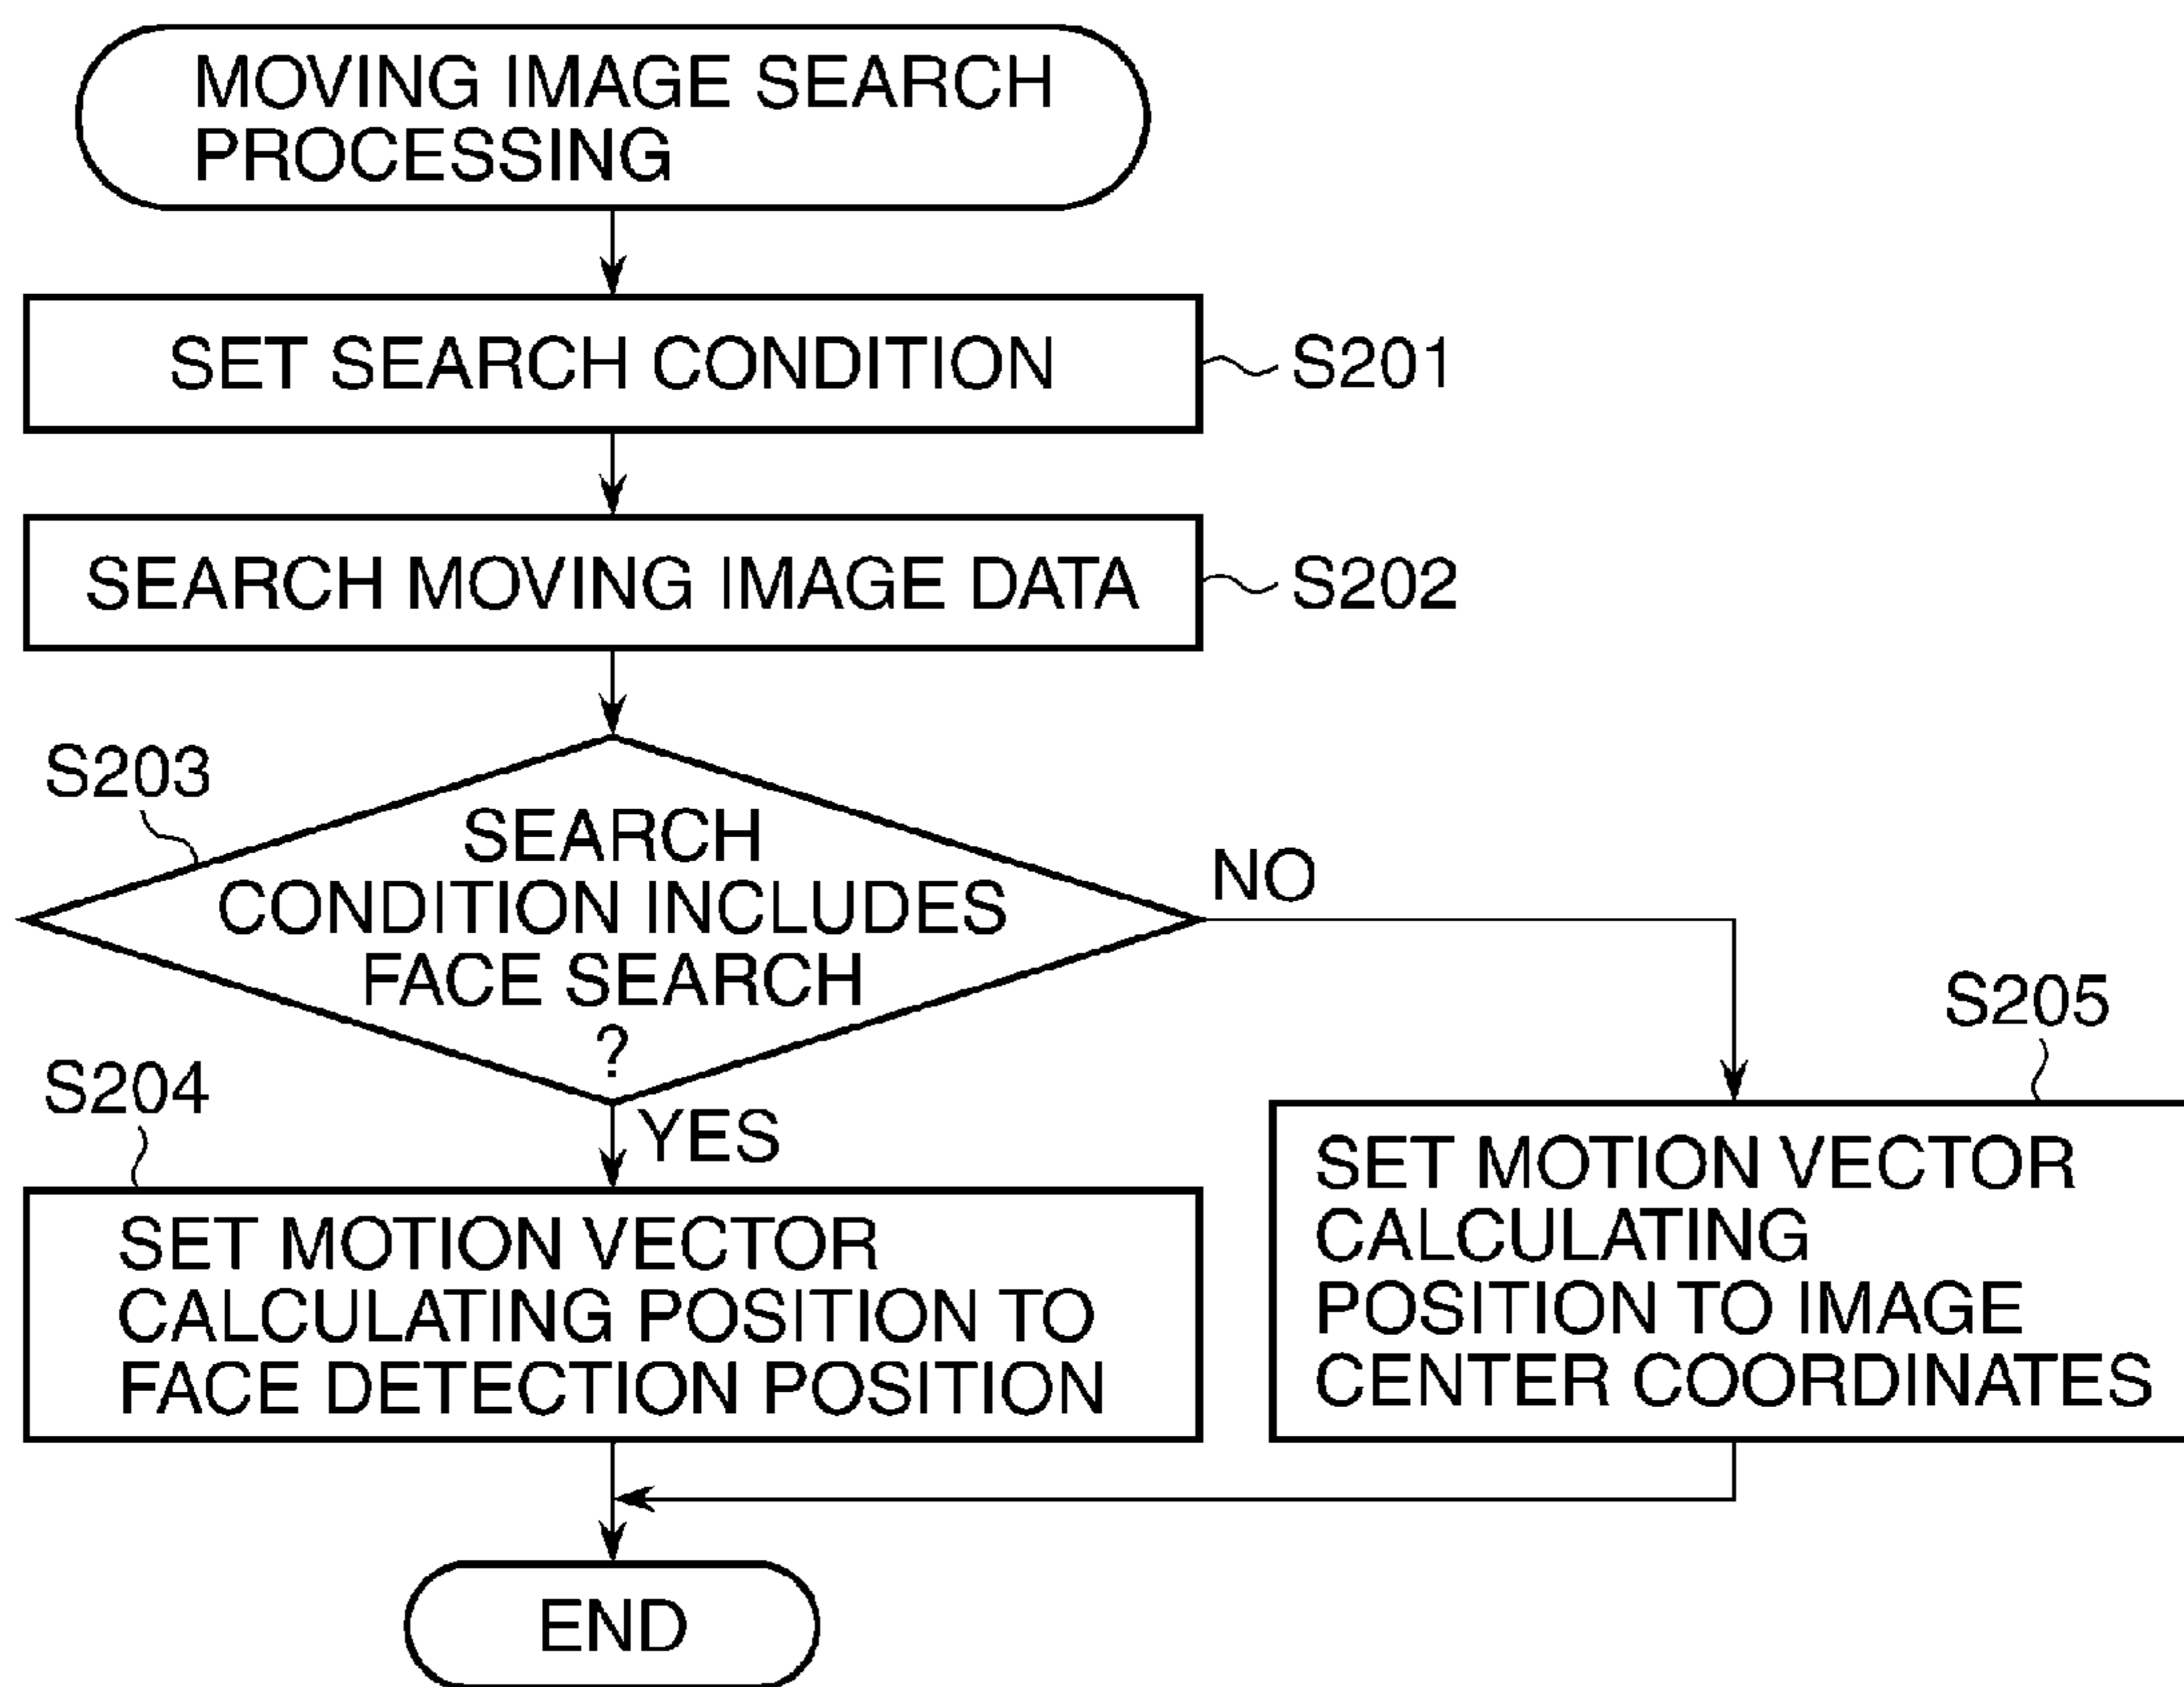 MOVING IMAGE SEARCH
PROCESSING
SET SEARCH CONDITION
S201
SEARCH MOVING IMAGE DATA
S202
S203
SEARCH
CONDITION INCLUDES
FACE SEARCH
?
NO
YES
S204
SET MOTION VECTOR
CALCULATING POSITION TO
FACE DETECTION POSITION
S205
SET MOTION VECTOR
CALCULATING
POSITION TO IMAGE
CENTER COORDINATES
END